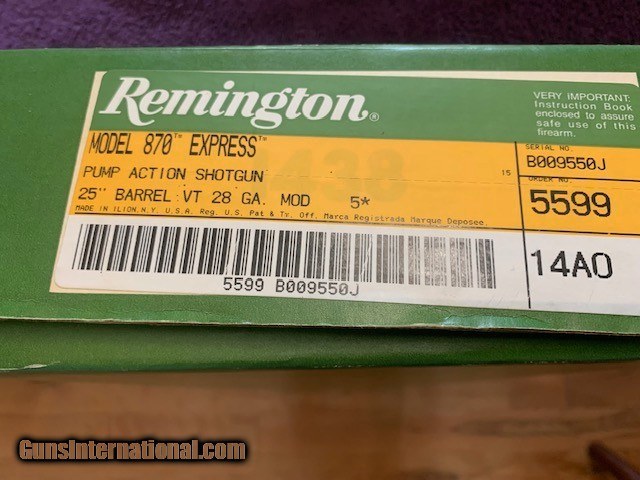 Remington®
VERY IMPORTANT:
Instruction Book
enclosed to assure
safe use of this
firearm.
MODEL 870™ EXPRESS™
PUMP ACTION SHOTGUN 15
25" BARREL VT 28 GA. MOD 5*
MADE IN ILION, N.Y. U.S.A. Reg. U.S. Pat & Tv. Off. Marca Registrada Marque Deposee.
SERIAL NO.
B009550J
ORDER NO.
5599
14AO
5599 B009550J
GunsInternational.com